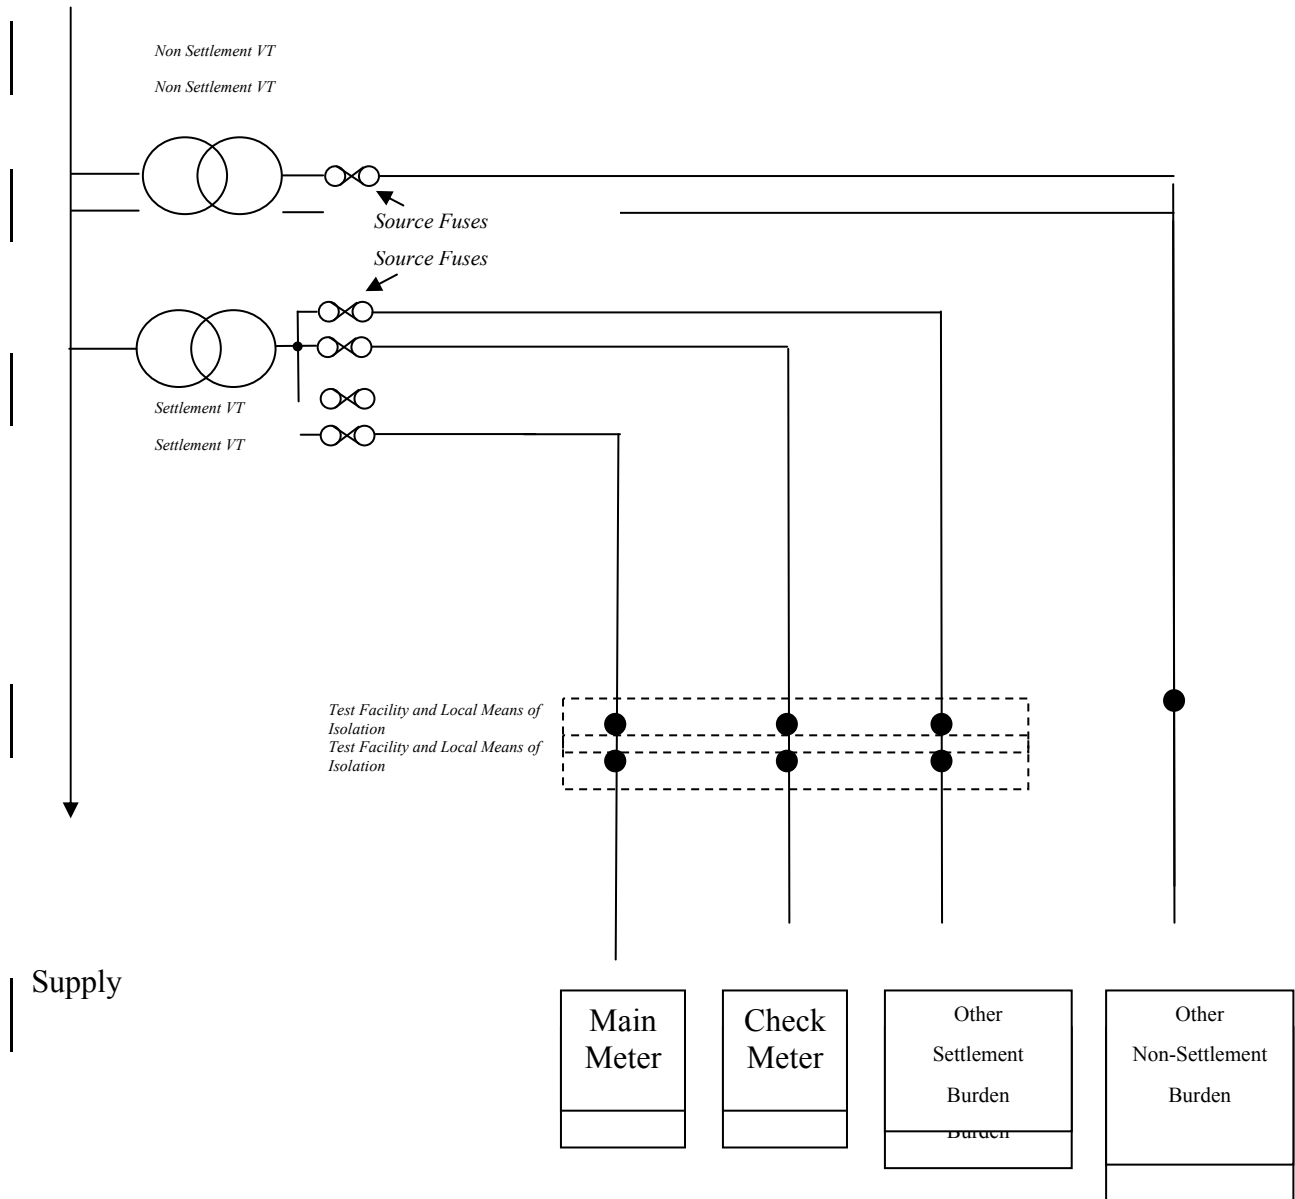 Non Settlement VT
Non Settlement VT
Source Fuses
Source Fuses
Settlement VT
Settlement VT
Test Facility and Local Means of
Isolation
Test Facility and Local Means of
Isolation
Supply
Main
Meter
Check
Meter
Other
Settlement
Burden
Burden
Other
Non-Settlement
Burden